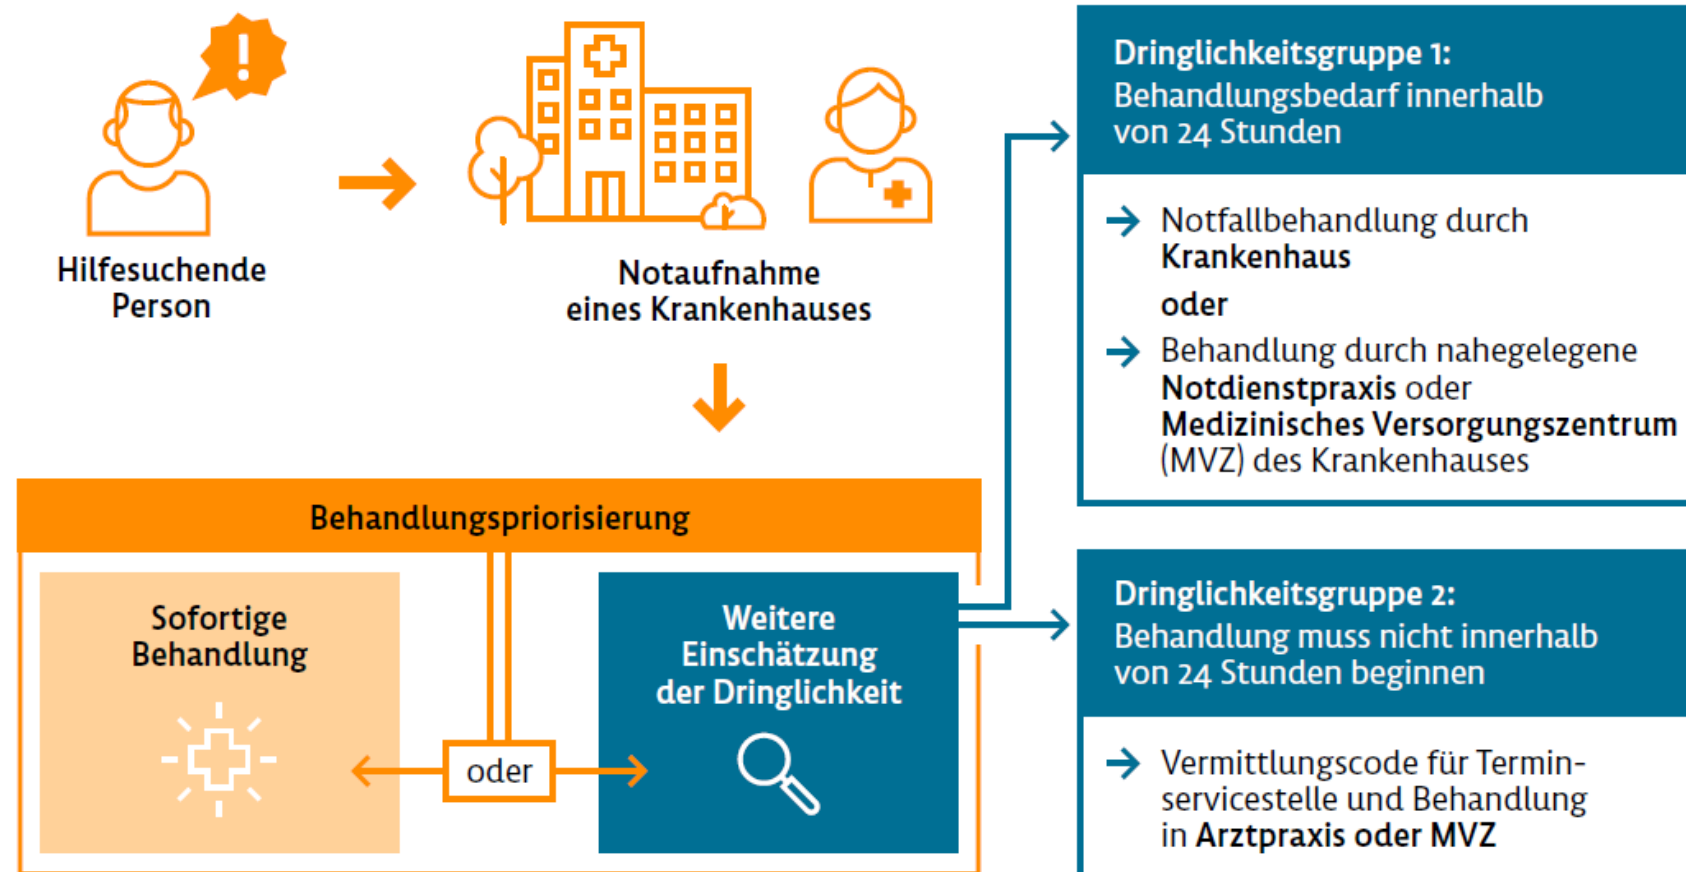 !
Hilfesuchende
Person
Notaufnahme
eines Krankenhauses
Behandlungspriorisierung
Sofortige
Behandlung
oder
Weitere
Einschätzung
der Dringlichkeit
Dringlichkeitsgruppe 1:
Behandlungsbedarf innerhalb
von 24 Stunden
Notfallbehandlung durch
Krankenhaus
oder
Behandlung durch nahegelegene
Notdienstpraxis oder
Medizinisches Versorgungszentrum
(MVZ) des Krankenhauses
Dringlichkeitsgruppe 2:
Behandlung muss nicht innerhalb
von 24 Stunden beginnen
Vermittlungscode für Termin-
servicestelle und Behandlung
in Arztpraxis oder MVZ